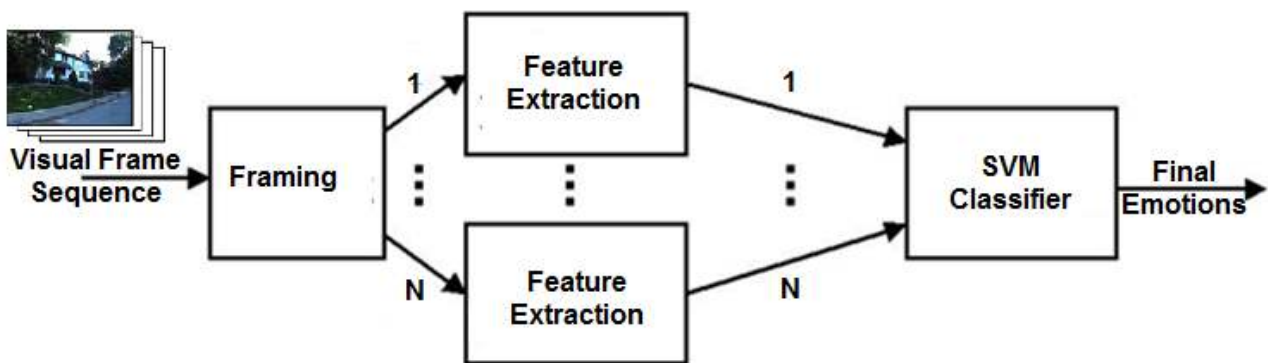 Visual Frame
Sequence
Framing
1
N
Feature
Extraction
Feature
Extraction
1
N
SVM
Classifier
Final
Emotions